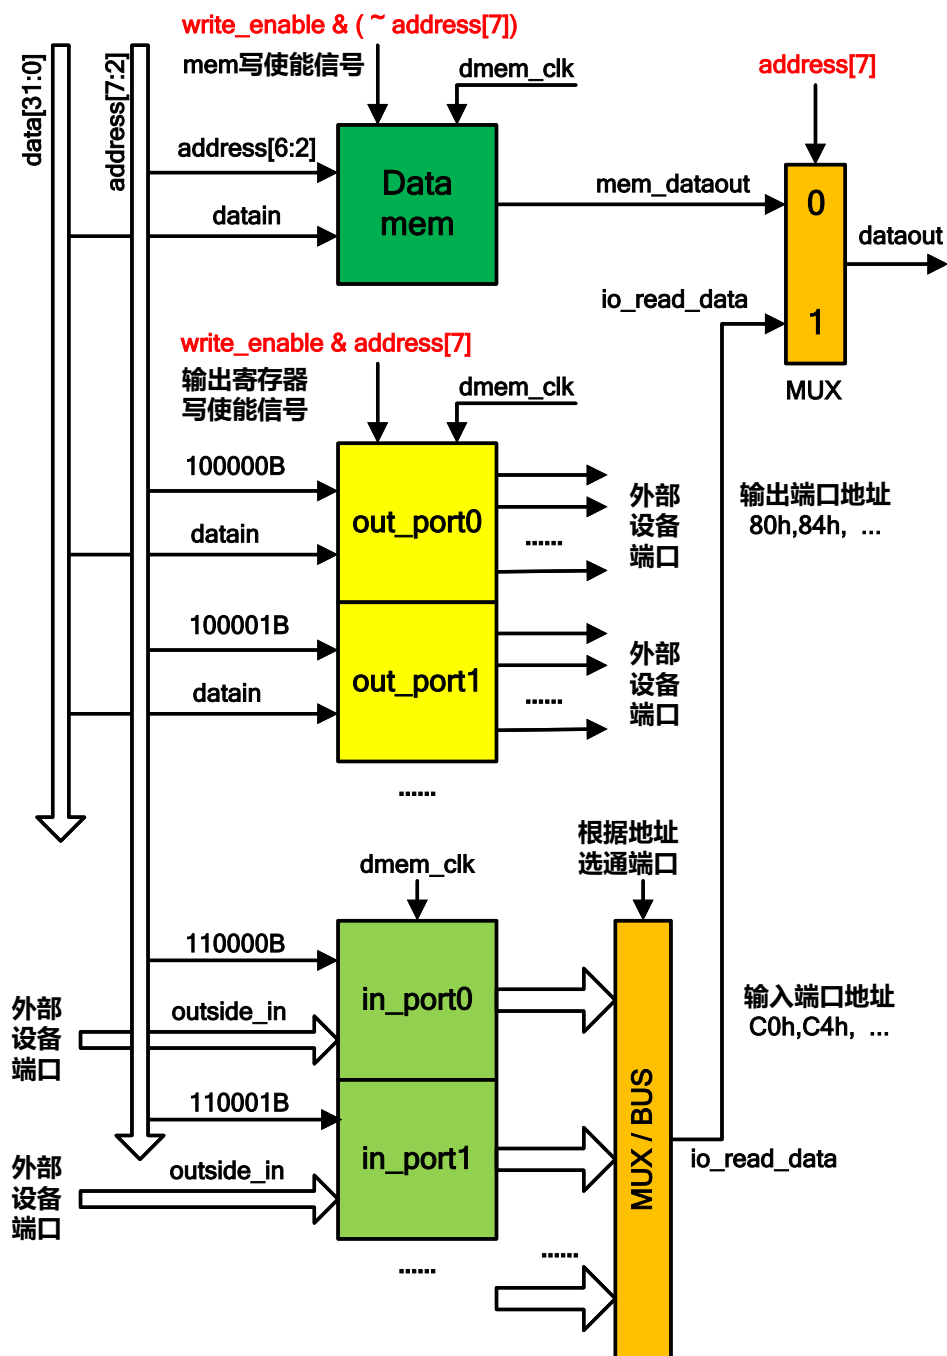 write_enable & ( ~ address[7])
mem写使能信号
dmem_clk
address[7]
data[31:0]
address[7:2]
address[6:2]
datain
Data
mem
mem_dataout
0
dataout
io_read_data
1
MUX
write_enable & address[7]
输出寄存器
写使能信号
dmem_clk
100000B
datain
out_port0
......
外部
设备
端口
输出端口地址
80h,84h, ...
100001B
datain
out_port1
......
外部
设备
端口
......
根据地址
选通端口
dmem_clk
110000B
外部
设备
端口
outside_in
in_port0
输入端口地址
C0h,C4h, ...
110001B
外部
设备
端口
outside_in
in_port1
MUX / BUS
io_read_data
......
......